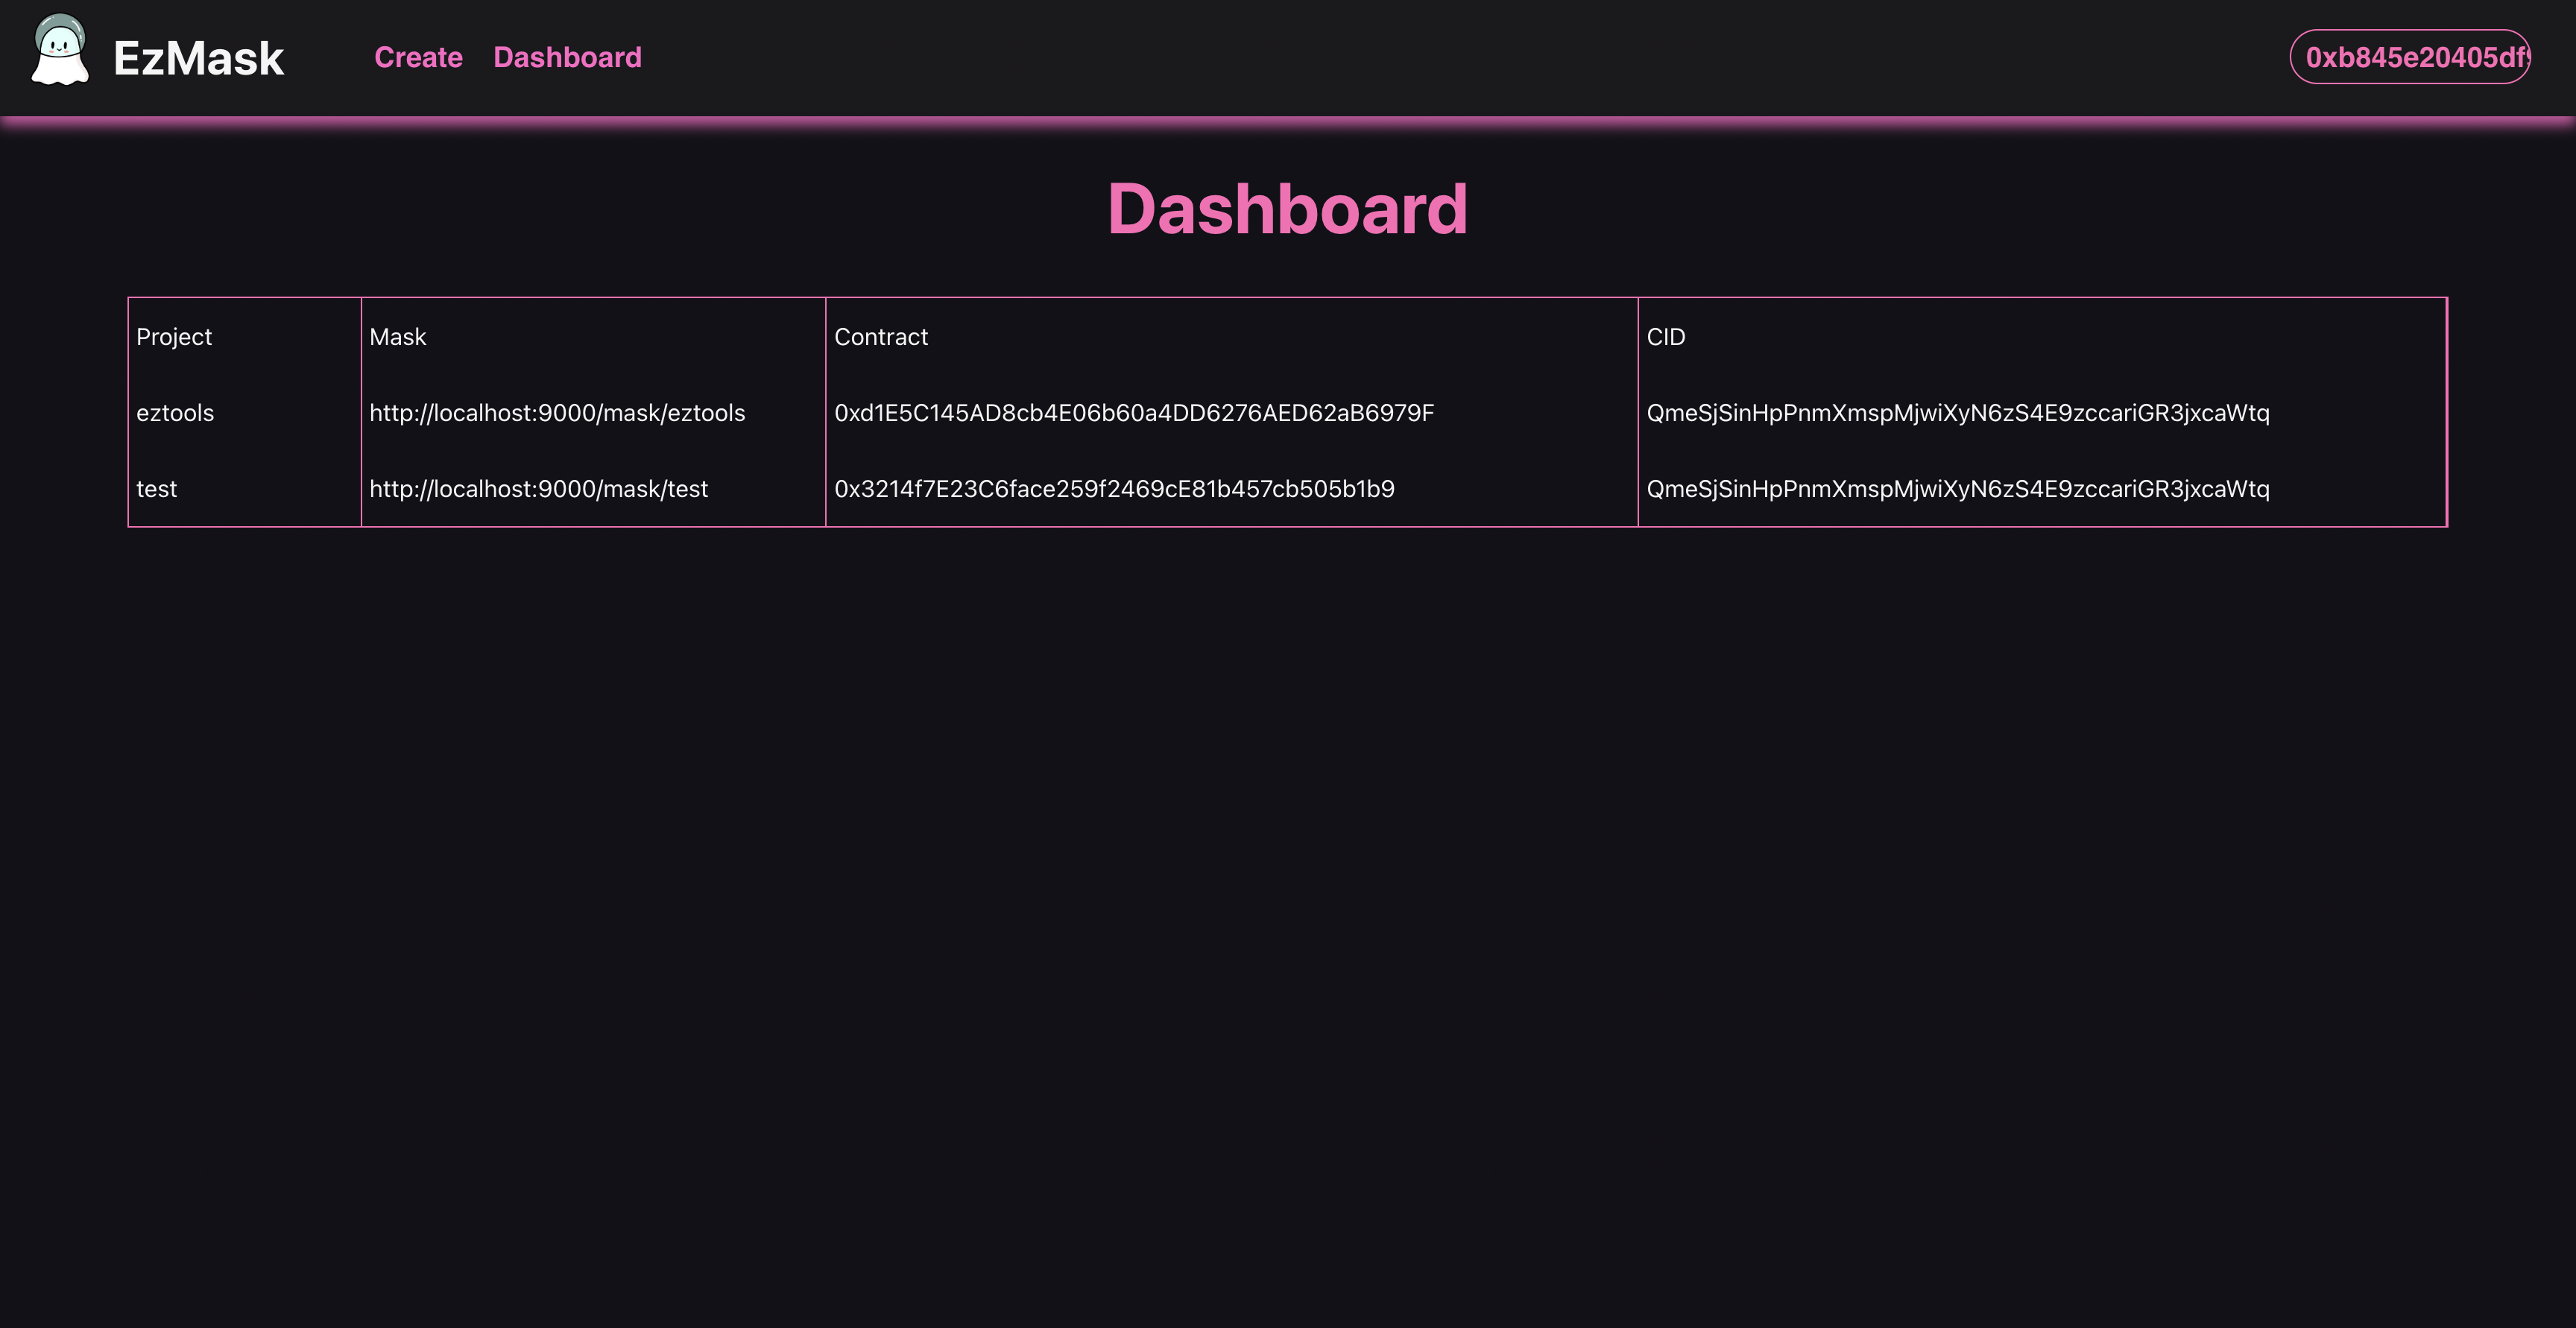 EzMask Create Dashboard 0xb845e20405df
Dashboard
Project Mask Contract CID
eztools http://localhost:9000/mask/eztools 0xd1E5C145AD8cb4E06b60a4DD6276AED62aB6979F QmeSjSinHpPnmXmspMjwiXyN6zS4E9zccariGR3jxcaWtq
test http://localhost:9000/mask/test 0x3214f7E23C6face259f2469cE81b457cb505b1b9 QmeSjSinHpPnmXmspMjwiXyN6zS4E9zccariGR3jxcaWtq